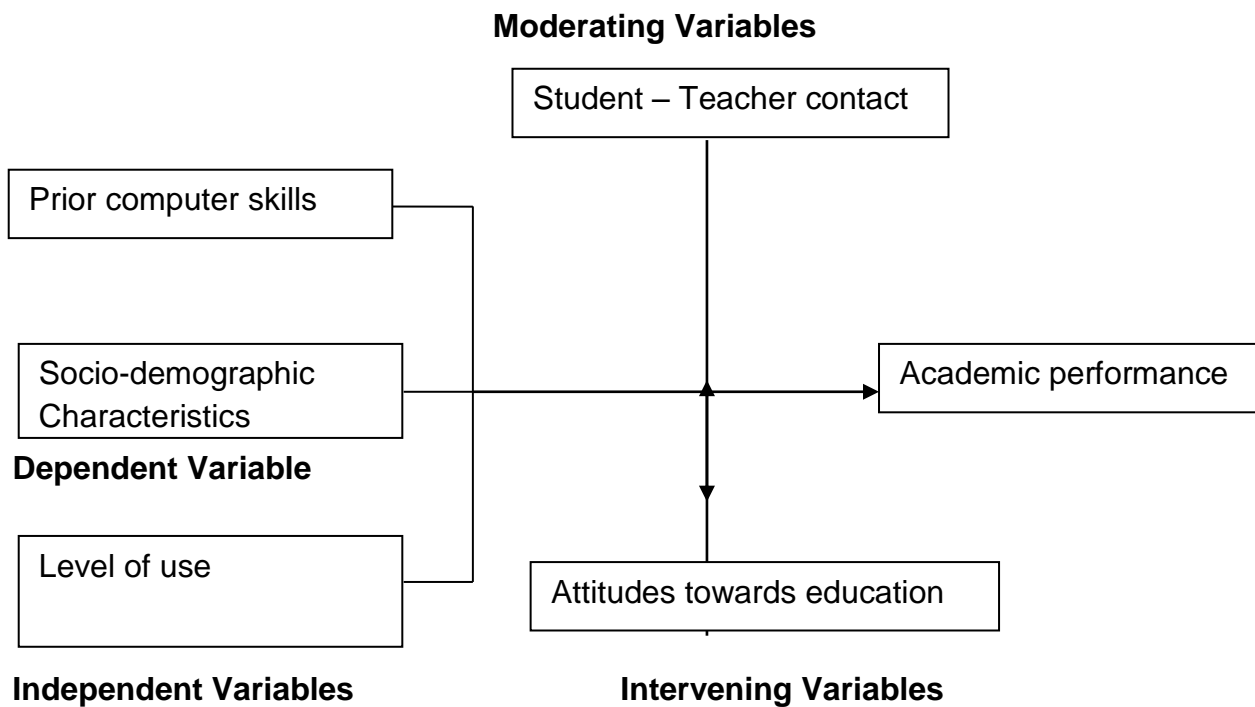 Moderating Variables
Student – Teacher contact
Prior computer skills
Socio-demographic
Characteristics
Academic performance
Dependent Variable
Level of use
Attitudes towards education
Independent Variables
Intervening Variables